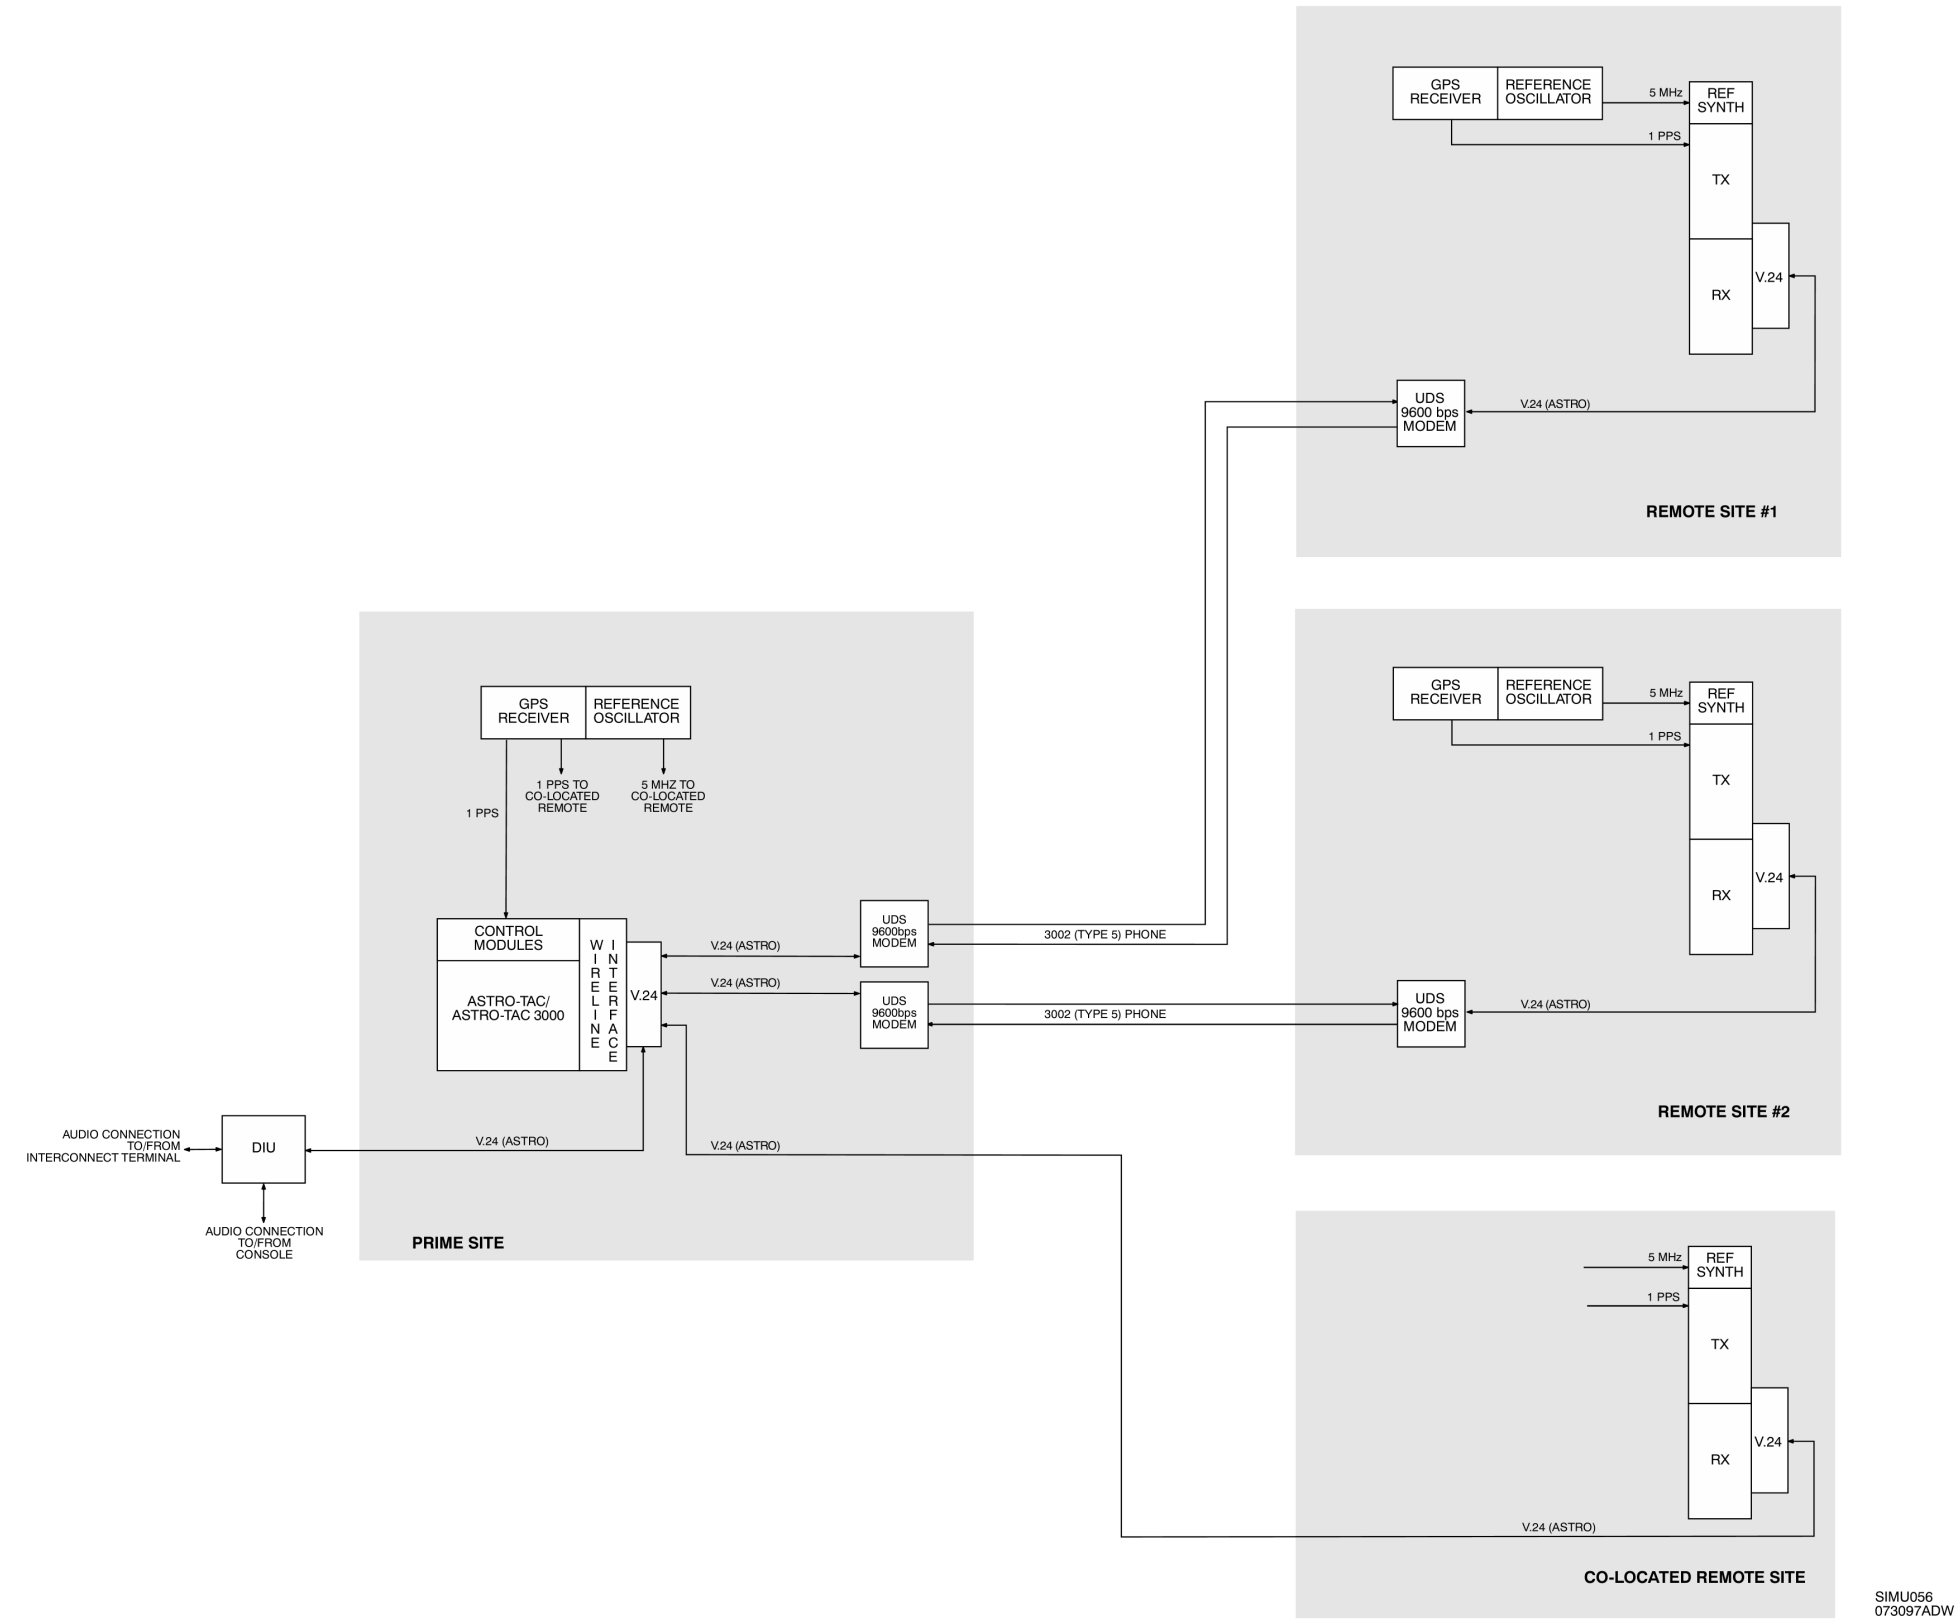 GPS
RECEIVER
REFERENCE
OSCILLATOR
5 MHz
REF
SYNTH
1 PPS
TX
V.24
RX
UDS
9600 bps
MODEM
V.24 (ASTRO)
REMOTE SITE #1
GPS
RECEIVER
REFERENCE
OSCILLATOR
5 MHz
REF
SYNTH
1 PPS
TX
V.24
RX
UDS
9600 bps
MODEM
V.24 (ASTRO)
REMOTE SITE #2
GPS
RECEIVER
REFERENCE
OSCILLATOR
1 PPS TO
CO-LOCATED
REMOTE
5 MHZ TO
CO-LOCATED
REMOTE
1 PPS
CONTROL
MODULES
ASTRO-TAC/
ASTRO-TAC 3000
WIRELINE
INTERFACE
V.24
V.24 (ASTRO)
V.24 (ASTRO)
UDS
9600bps
MODEM
UDS
9600bps
MODEM
3002 (TYPE 5) PHONE
3002 (TYPE 5) PHONE
AUDIO CONNECTION
TO/FROM
INTERCONNECT TERMINAL
DIU
V.24 (ASTRO)
V.24 (ASTRO)
AUDIO CONNECTION
TO/FROM
CONSOLE
PRIME SITE
5 MHz
REF
SYNTH
1 PPS
TX
V.24
RX
V.24 (ASTRO)
CO-LOCATED REMOTE SITE
SIMU056
073097ADW